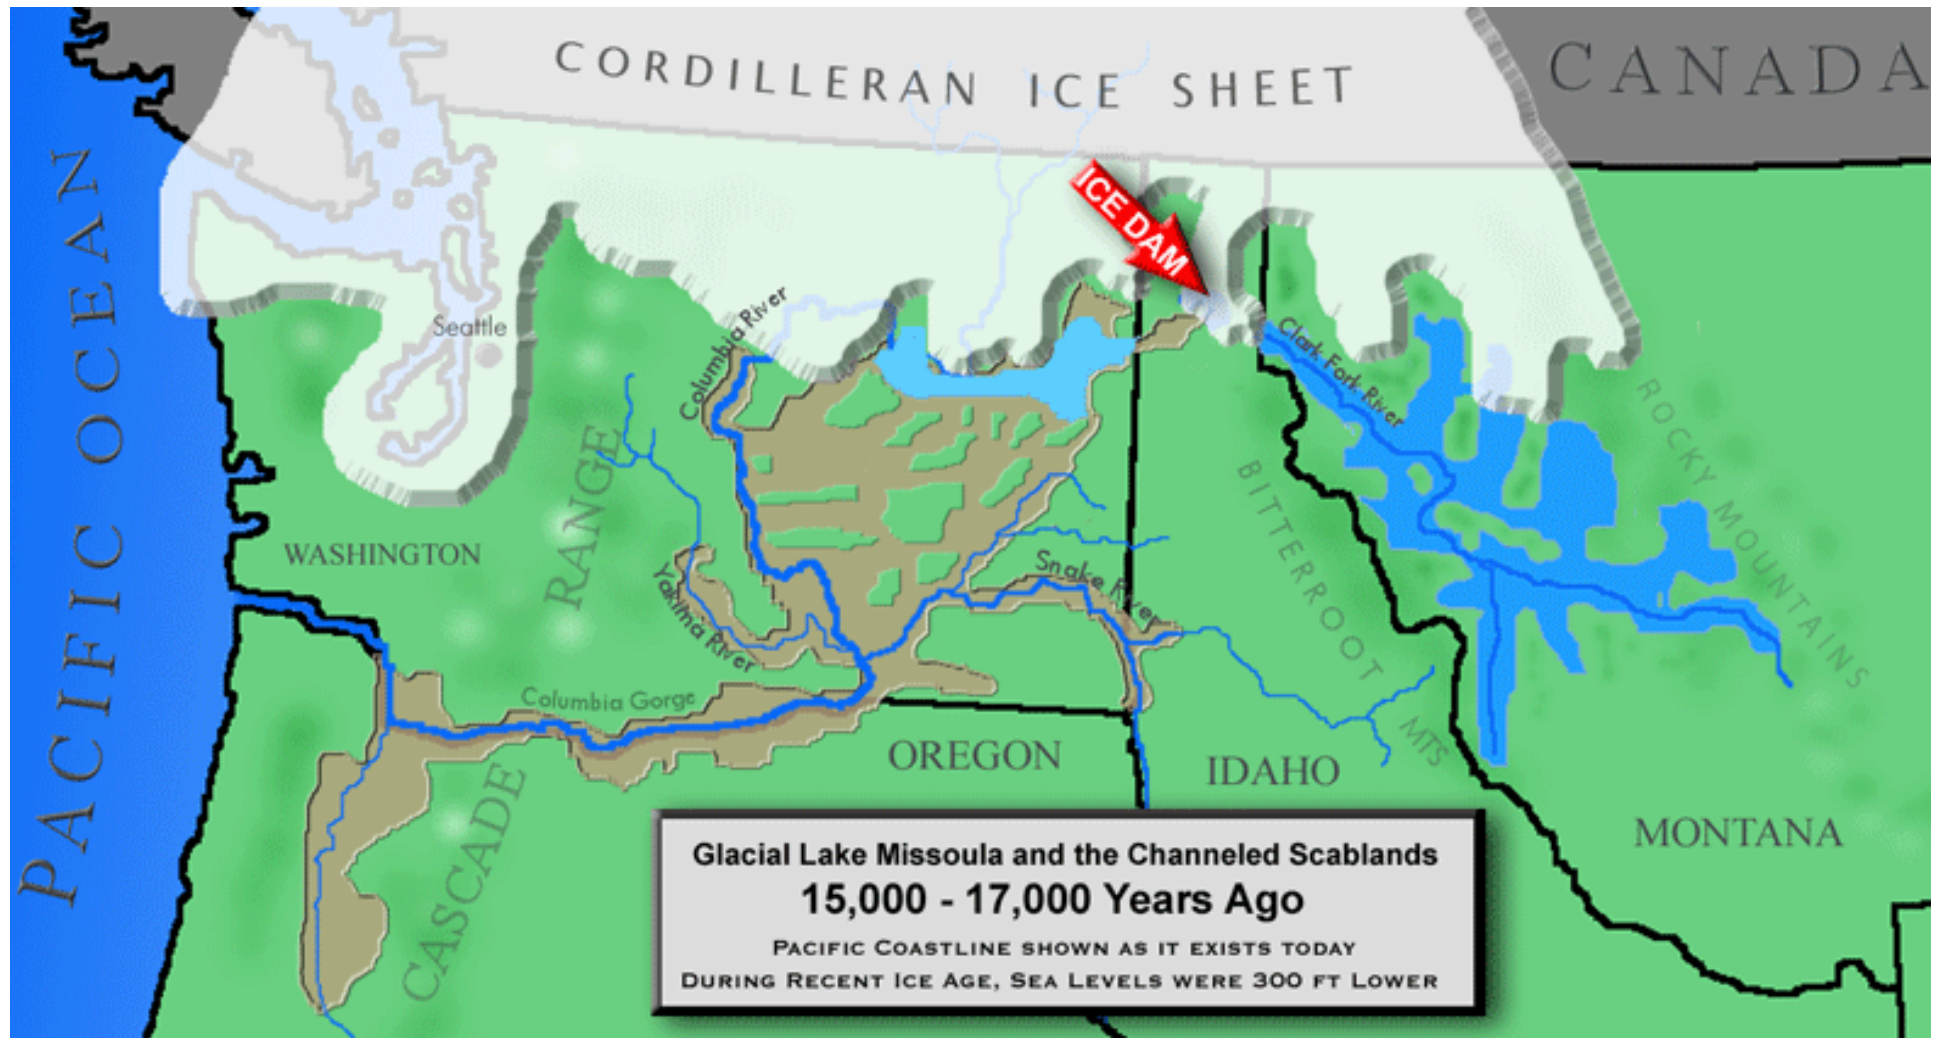 CORDILLERAN ICE SHEET
CANADA
PACIFIC OCEAN
ICE DAM
Seattle
Columbia River
Clark Fork River
ROCKY MOUNTAINS
WASHINGTON
CASCADE RANGE
Yakima River
Snake River
BITTERROOT MTS
Columbia Gorge
OREGON
IDAHO
MONTANA
Glacial Lake Missoula and the Channeled Scablands
15,000 - 17,000 Years Ago
PACIFIC COASTLINE SHOWN AS IT EXISTS TODAY
DURING RECENT ICE AGE, SEA LEVELS WERE 300 FT LOWER